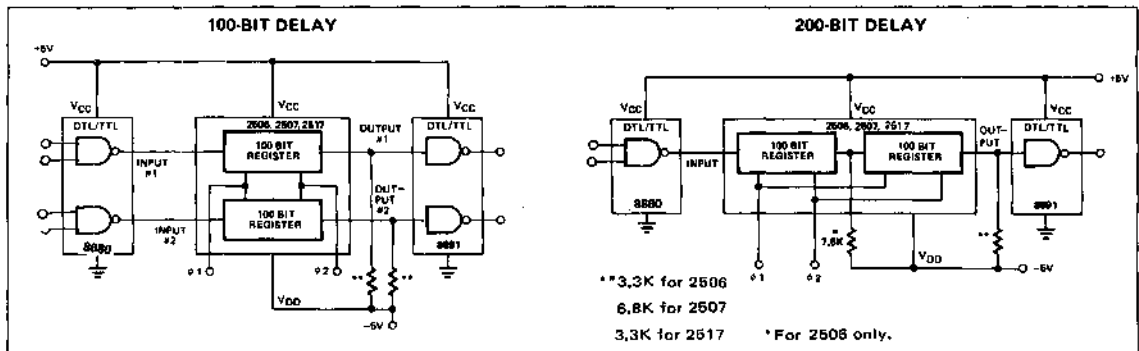 100-BIT DELAY
+5V
VCC
VCC
VCC
DTL/TTL
2506, 2507, 2517
DTL/TTL
100 BIT
REGISTER
OUTPUT
#1
INPUT
#1
OUT-
PUT
#2
100 BIT
REGISTER
INPUT
#2
8880
8891
ϕ1
ϕ2
**
**
VDD
-5V
200-BIT DELAY
+5V
VCC
VCC
VCC
DTL/TTL
2506, 2507, 2517
DTL/TTL
100 BIT
REGISTER
100 BIT
REGISTER
OUT-
PUT
INPUT
8880
8891
*
7.6K
**
ϕ1
ϕ2
VDD
-5V
**3.3K for 2506
6.8K for 2507
3.3K for 2517 *For 2506 only.